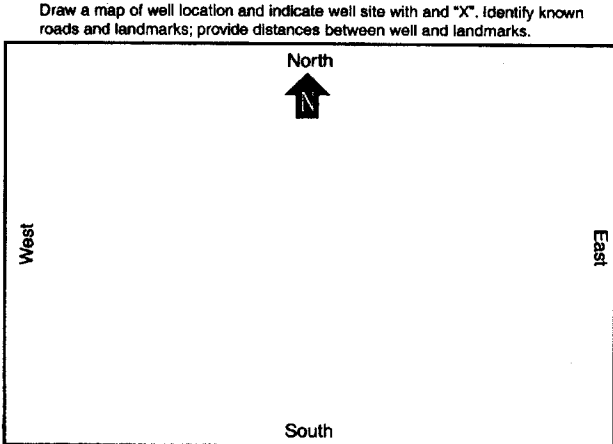 Draw a map of well location and indicate well site with and "X". Identify known
roads and landmarks; provide distances between well and landmarks.
North
N
West
East
South